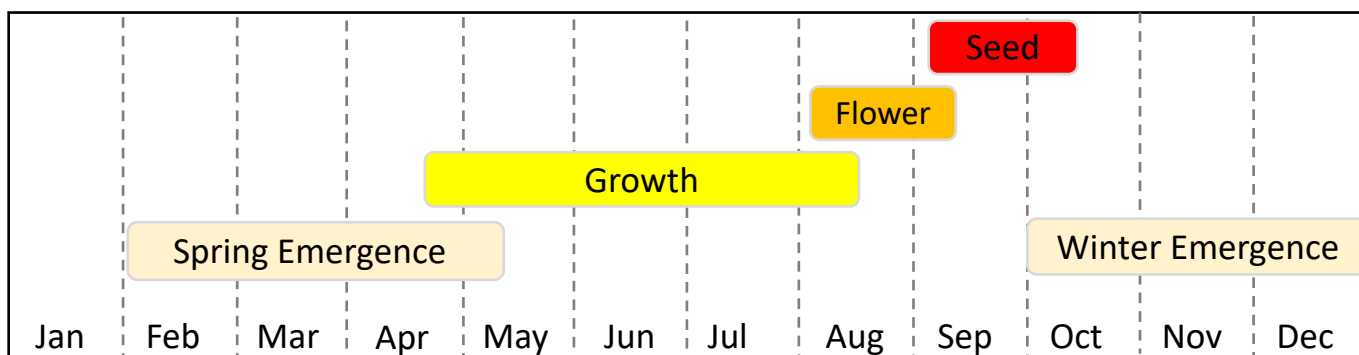 Seed
Flower
Growth
Spring Emergence
Winter Emergence
Jan Feb Mar Apr May Jun Jul Aug Sep Oct Nov Dec